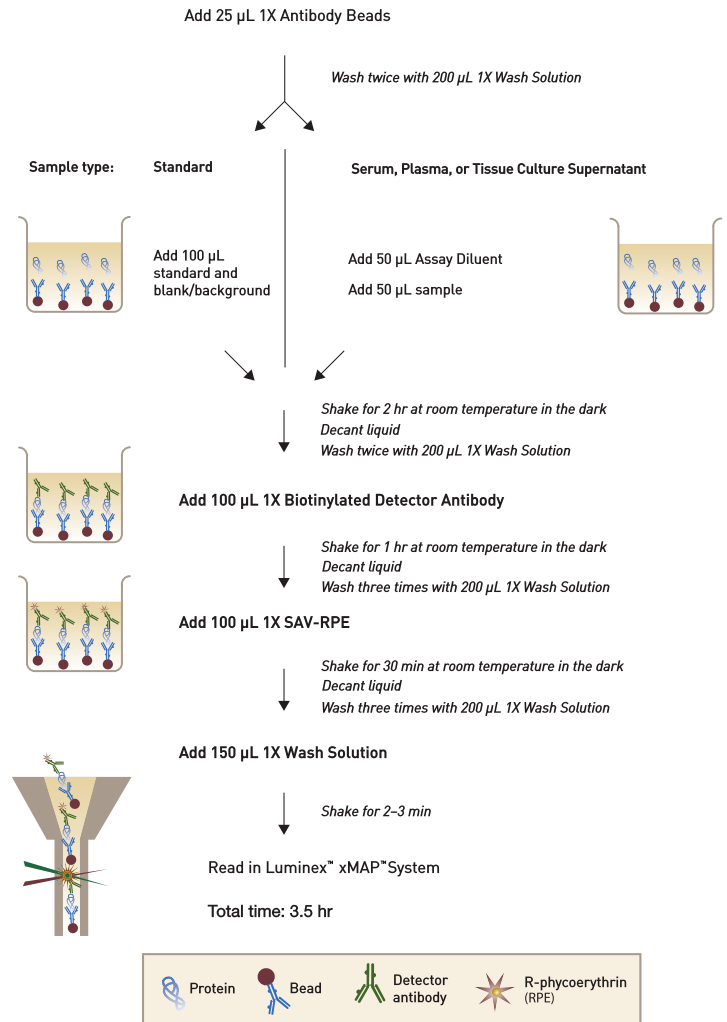 Add 25 µL 1X Antibody Beads
Wash twice with 200 µL 1X Wash Solution
Sample type:
Standard
Serum, Plasma, or Tissue Culture Supernatant
Add 100 µL
standard and
blank/background
Add 50 µL Assay Diluent
Add 50 µL sample
Shake for 2 hr at room temperature in the dark
Decant liquid
Wash twice with 200 µL 1X Wash Solution
Add 100 µL 1X Biotinylated Detector Antibody
Shake for 1 hr at room temperature in the dark
Decant liquid
Wash three times with 200 µL 1X Wash Solution
Add 100 µL 1X SAV-RPE
Shake for 30 min at room temperature in the dark
Decant liquid
Wash three times with 200 µL 1X Wash Solution
Add 150 µL 1X Wash Solution
Shake for 2–3 min
Read in Luminex™ xMAP™System
Total time: 3.5 hr
Protein
Bead
Detector
antibody
R-phycoerythrin
(RPE)